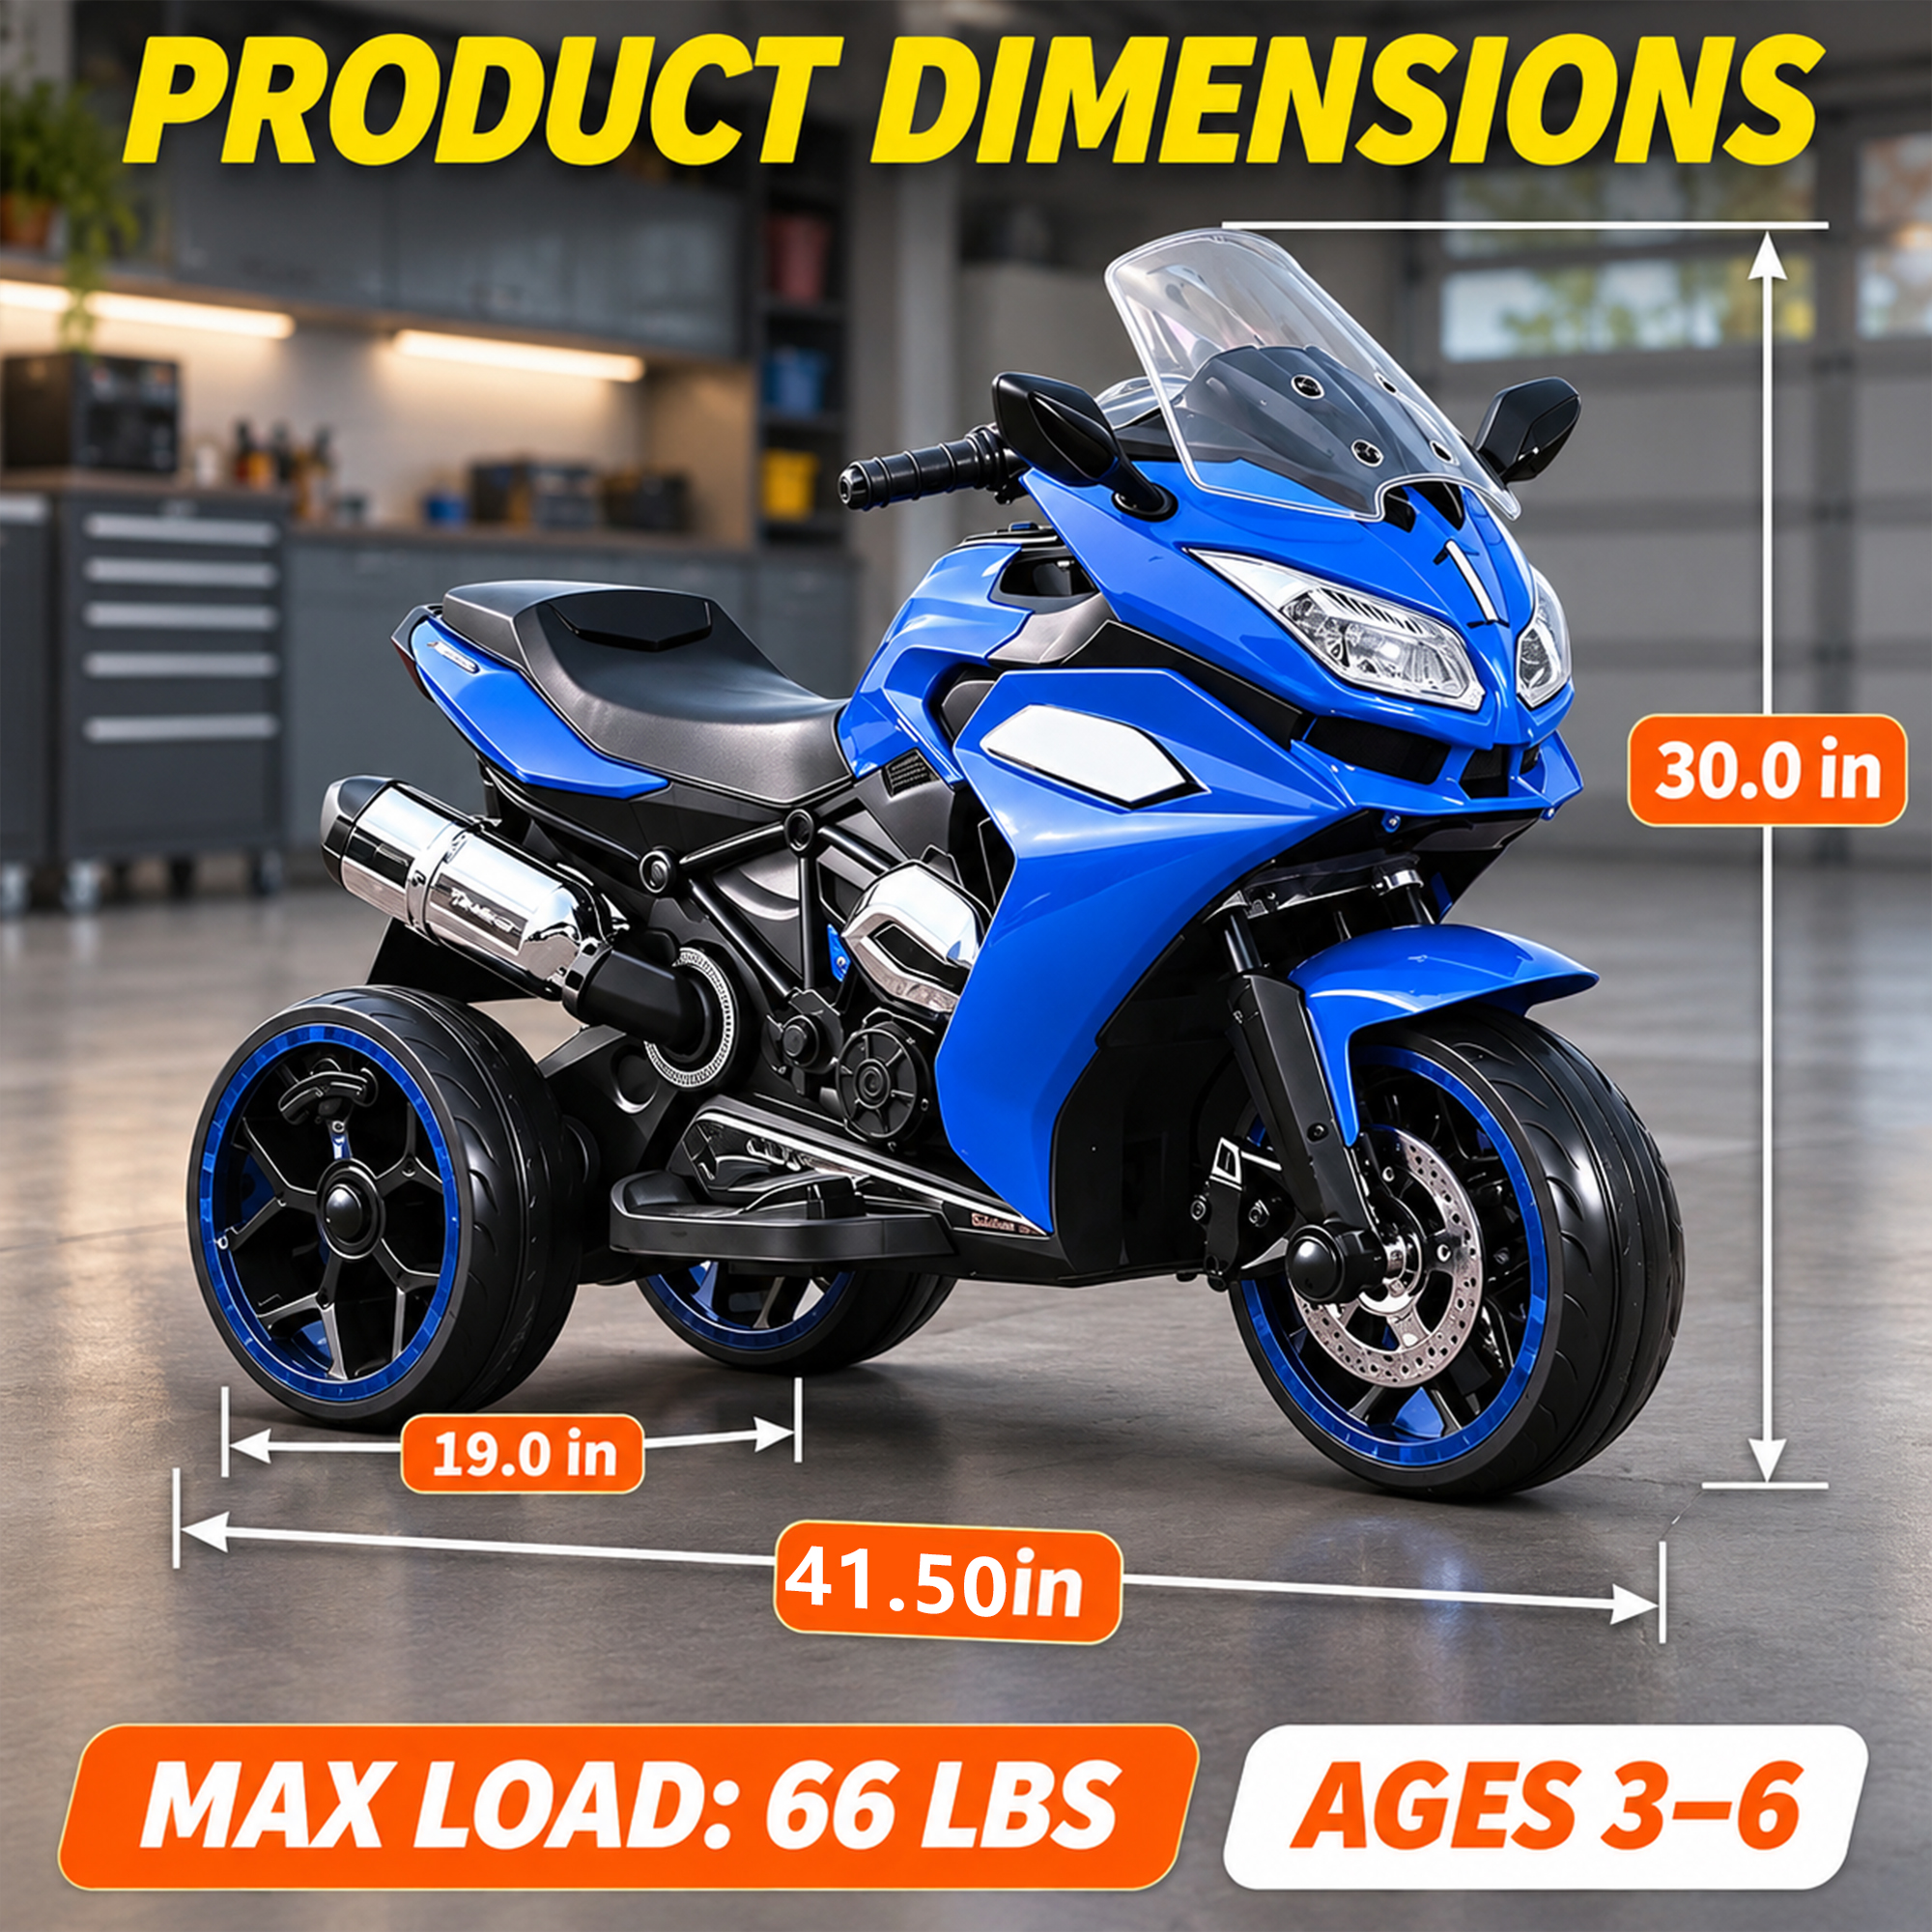 PRODUCT DIMENSIONS
30.0 in
19.0 in
41.50in
MAX LOAD: 66 LBS
AGES 3–6